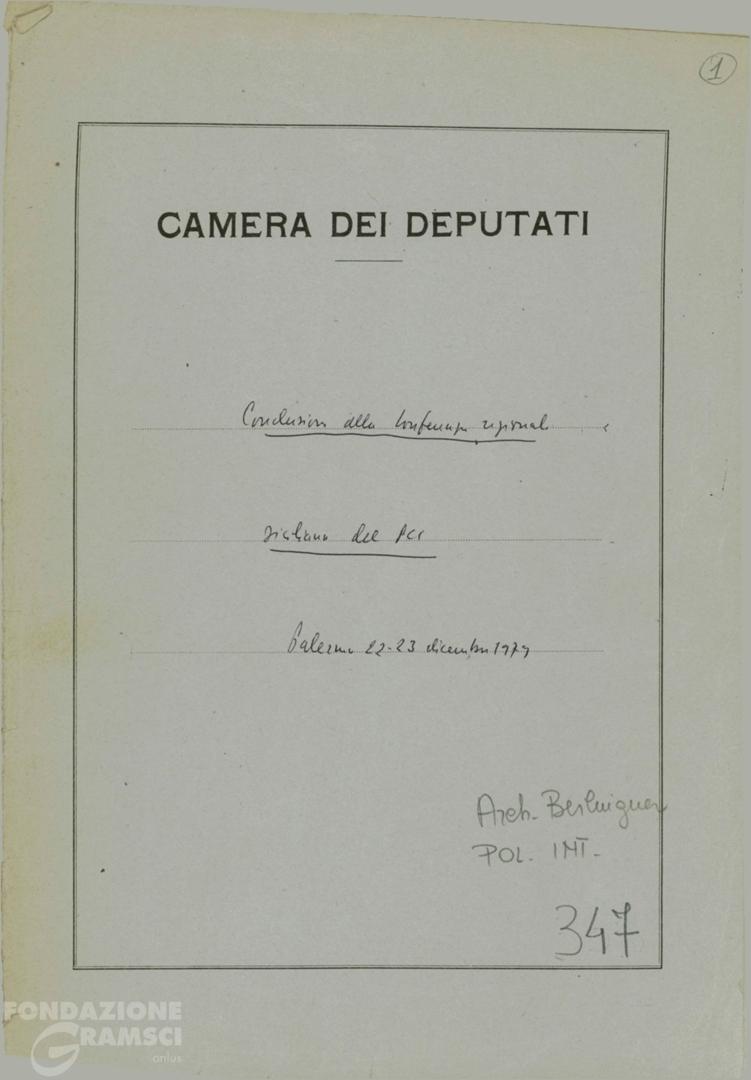 1
CAMERA DEI DEPUTATI
Conclusioni alla conferenza regionale
siciliana del PCI
Palermo 22-23 dicembre 1979
Arch. Berlinguer
POL. INT.
347
FONDAZIONE
GRAMSCI
onlus